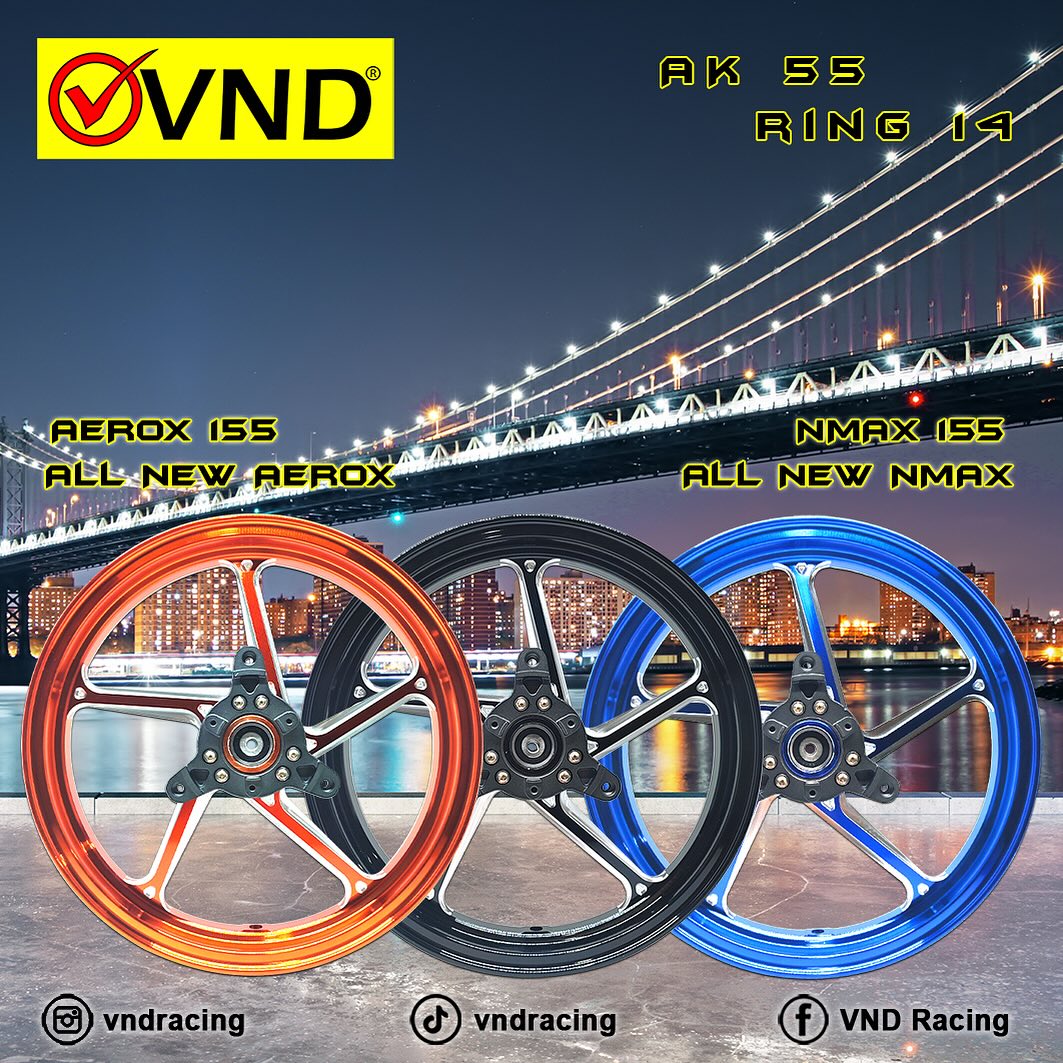 VND®
AK 55
RING 14
AEROX 155
ALL NEW AEROX
NMAX 155
ALL NEW NMAX
vndracing
vndracing
VND Racing